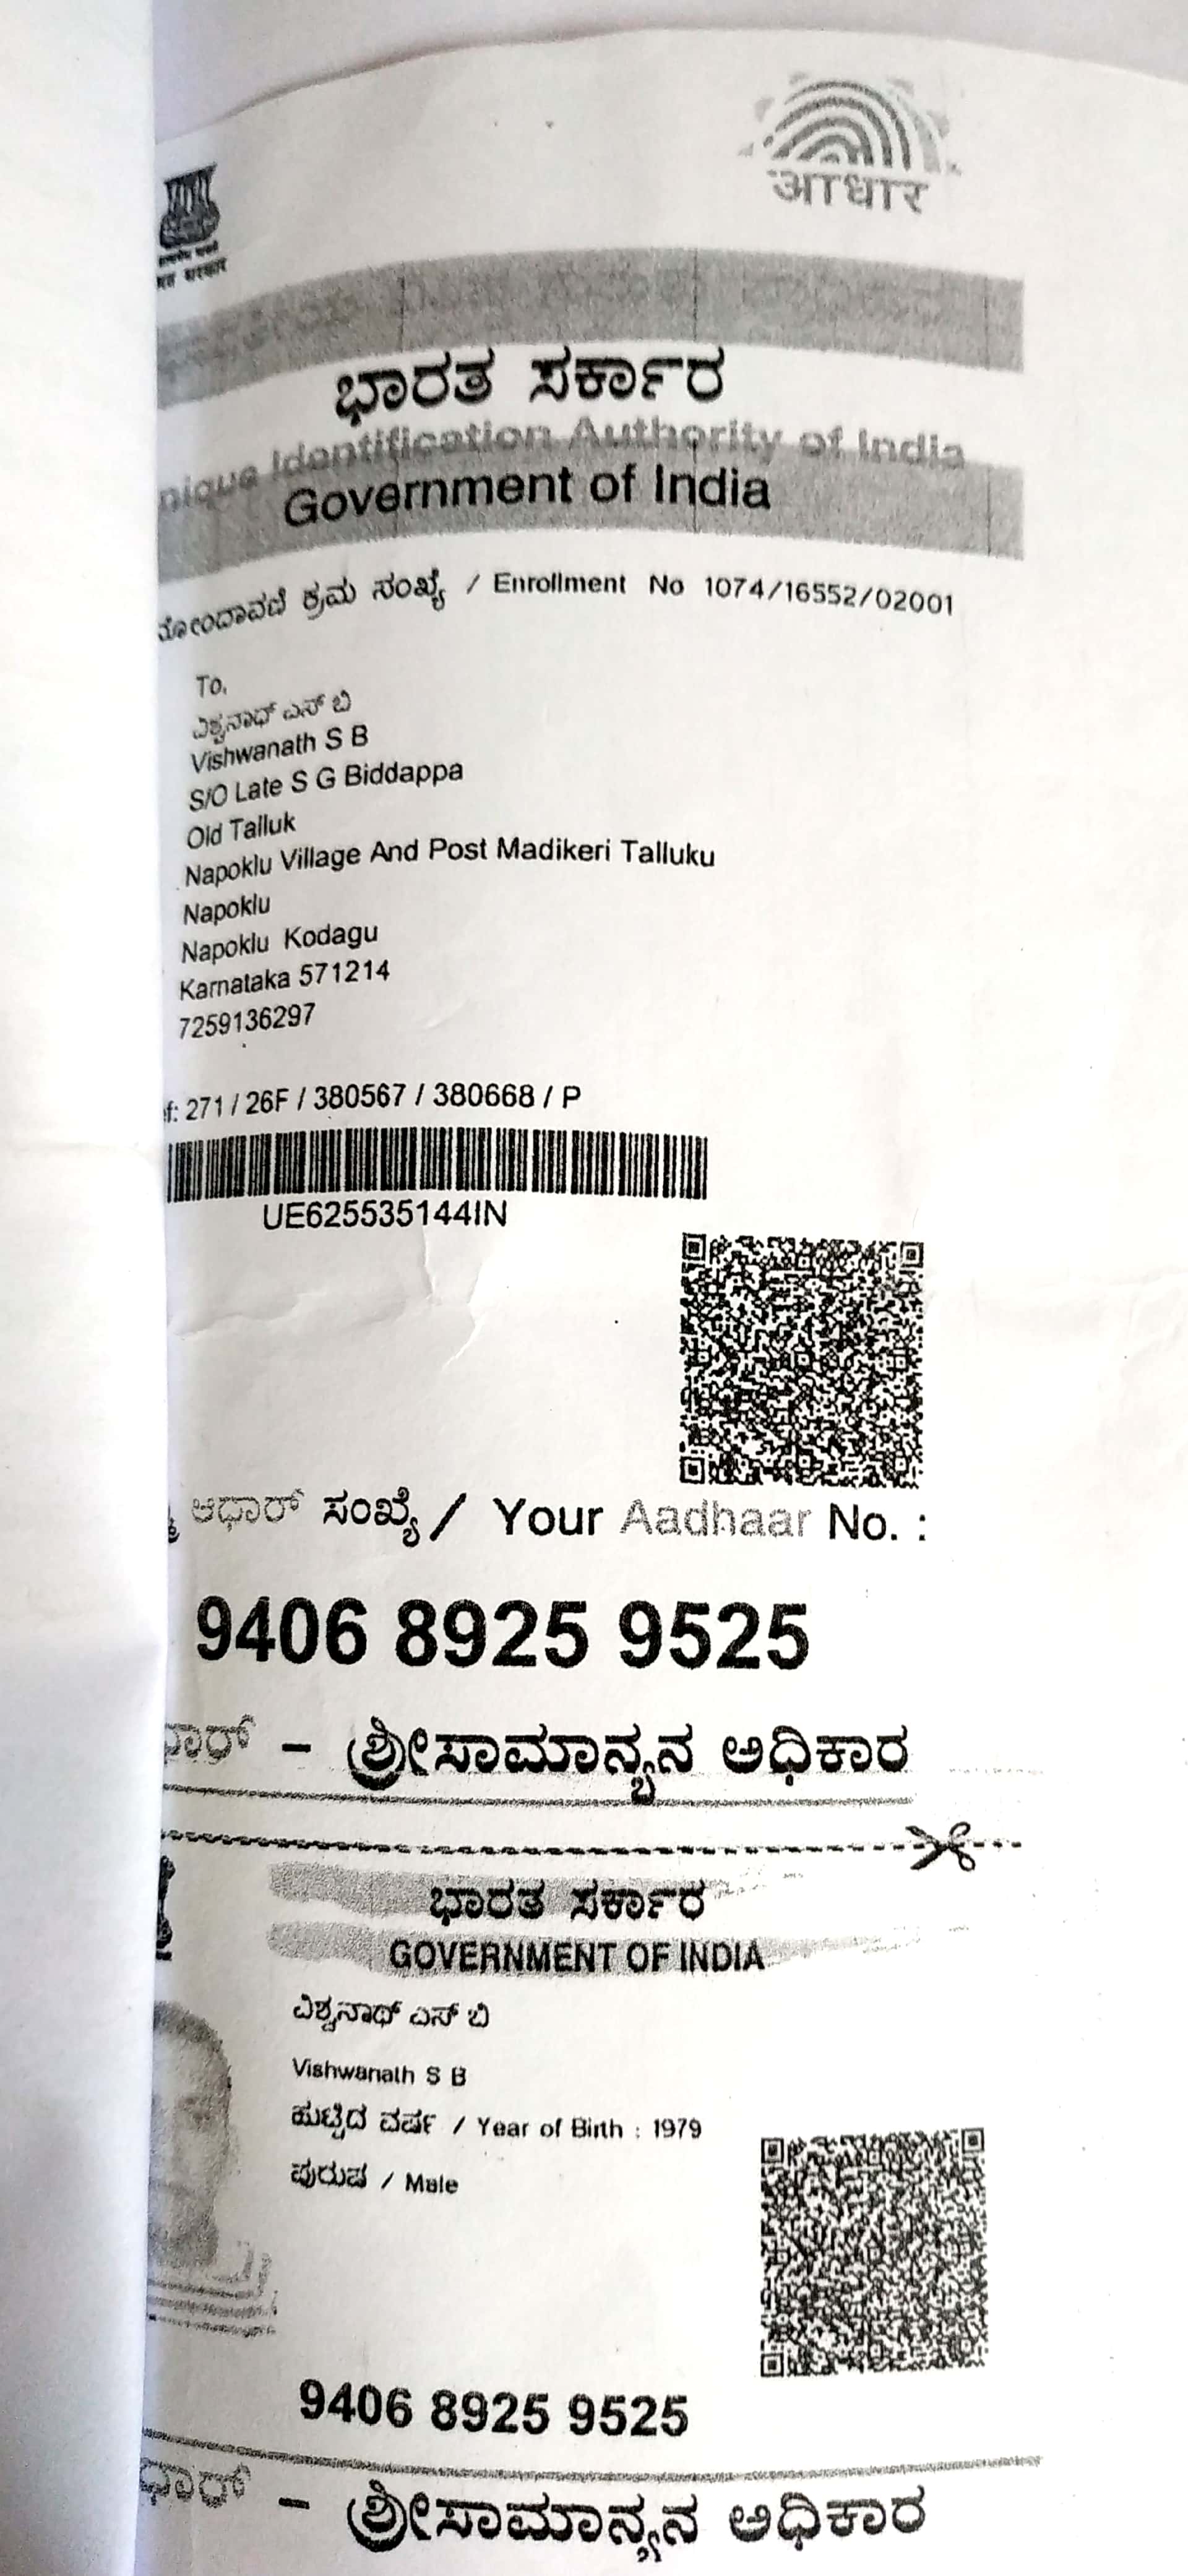 आधार
ಭಾರತ ಸರ್ಕಾರ
nique Identification Authority of India
Government of India
ನೋಂದಾವಣೆ ಕ್ರಮ ಸಂಖ್ಯೆ / Enrollment No 1074/16552/02001
To,
ವಿಶ್ವನಾಥ್ ಎಸ್ ಬಿ
Vishwanath S B
S/O Late S G Biddappa
Old Talluk
Napoklu Village And Post Madikeri Talluku
Napoklu
Napoklu Kodagu
Karnataka 571214
7259136297
f: 271 / 26F / 380567 / 380668 / P
UE625535144IN
ಆಧಾರ್ ಸಂಖ್ಯೆ / Your Aadhaar No. :
9406 8925 9525
ಧಾರ್ – ಶ್ರೀಸಾಮಾನ್ಯನ ಅಧಿಕಾರ
ಭಾರತ ಸರ್ಕಾರ
GOVERNMENT OF INDIA
ವಿಶ್ವನಾಥ್ ಎಸ್ ಬಿ
Vishwanath S B
ಹುಟ್ಟಿದ ವರ್ಷ / Year of Birth : 1979
ಪುರುಷ / Male
9406 8925 9525
ಧಾರ್ – ಶ್ರೀಸಾಮಾನ್ಯನ ಅಧಿಕಾರ